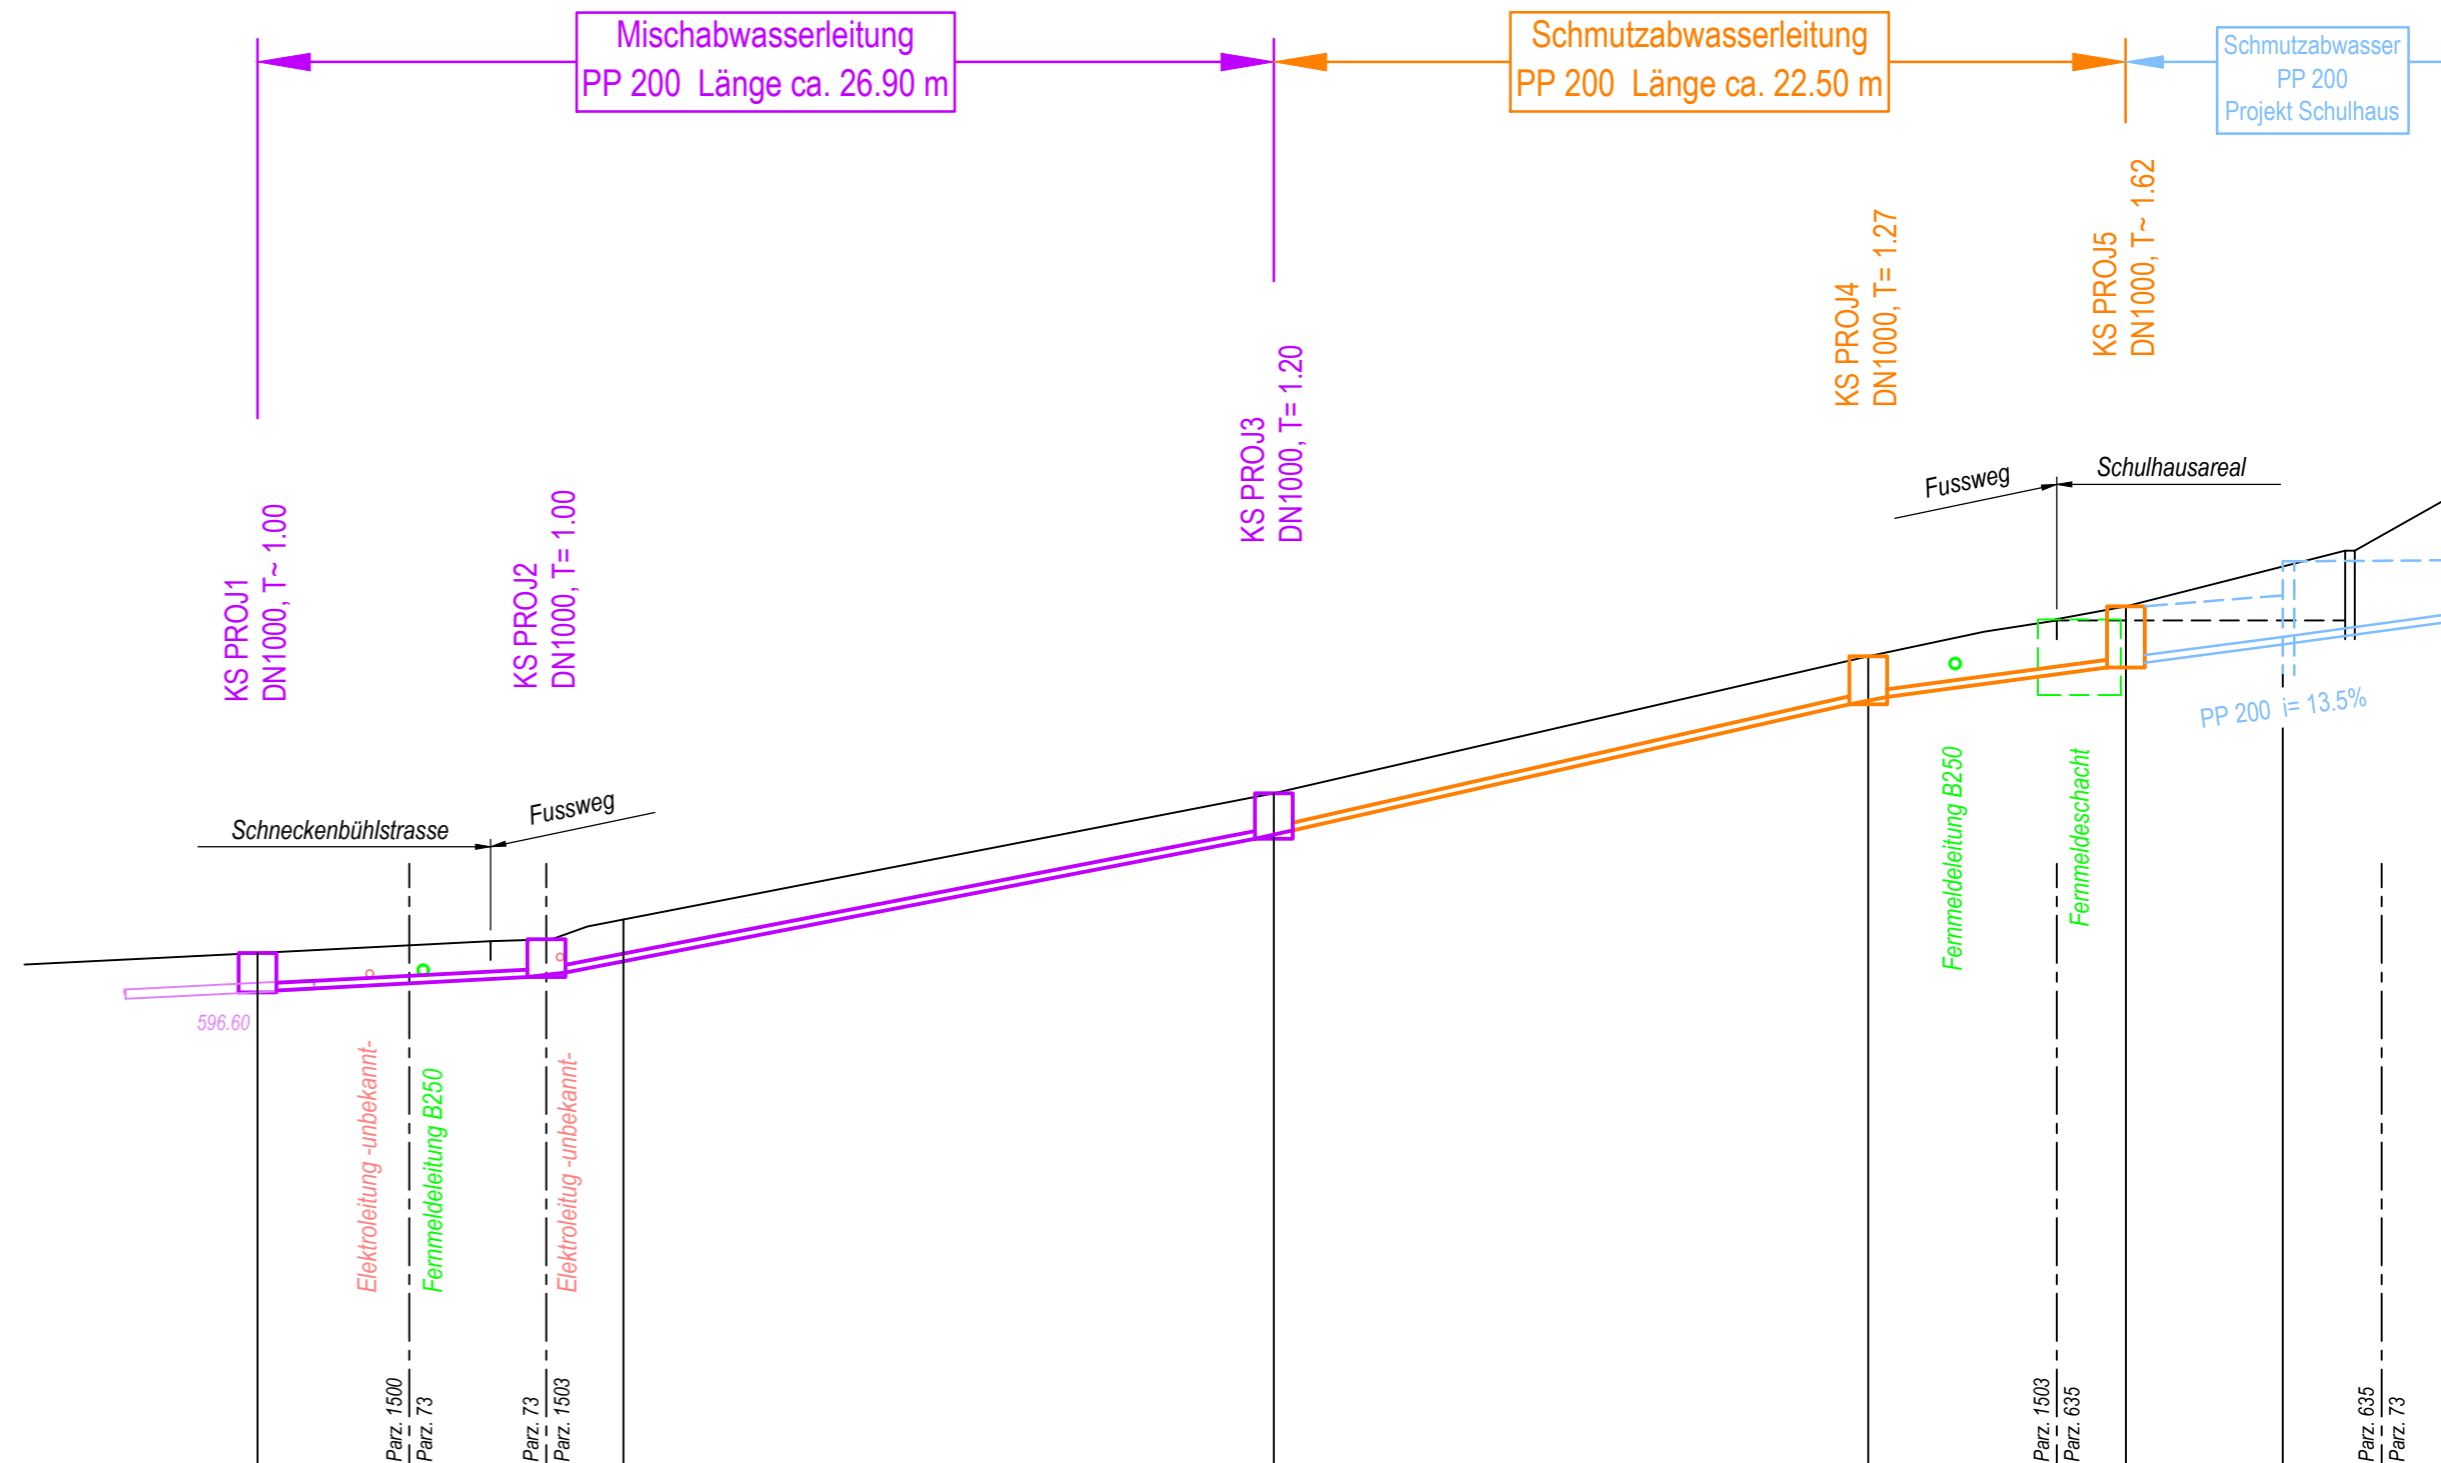 Mischabwasserleitung
PP 200 Länge ca. 26.90 m
Schmutzabwasserleitung
PP 200 Länge ca. 22.50 m
Schmutzabwasser
PP 200
Projekt Schulhaus
KS PROJ1
DN1000, T~ 1.00
KS PROJ2
DN1000, T= 1.00
KS PROJ3
DN1000, T= 1.20
KS PROJ4
DN1000, T= 1.27
KS PROJ5
DN1000, T~ 1.62
Fussweg
Schulhausareal
PP 200 i= 13.5%
Schneckenbühlstrasse
Fussweg
596.60
Elektroleitung -unbekannt-
Fernmeldeleitung B250
Elektroleitug -unbekannt-
Fernmeldeleitung B250
Fernmeldeschacht
Parz. 1500
Parz. 73
Parz. 73
Parz. 1503
Parz. 1503
Parz. 635
Parz. 635
Parz. 73